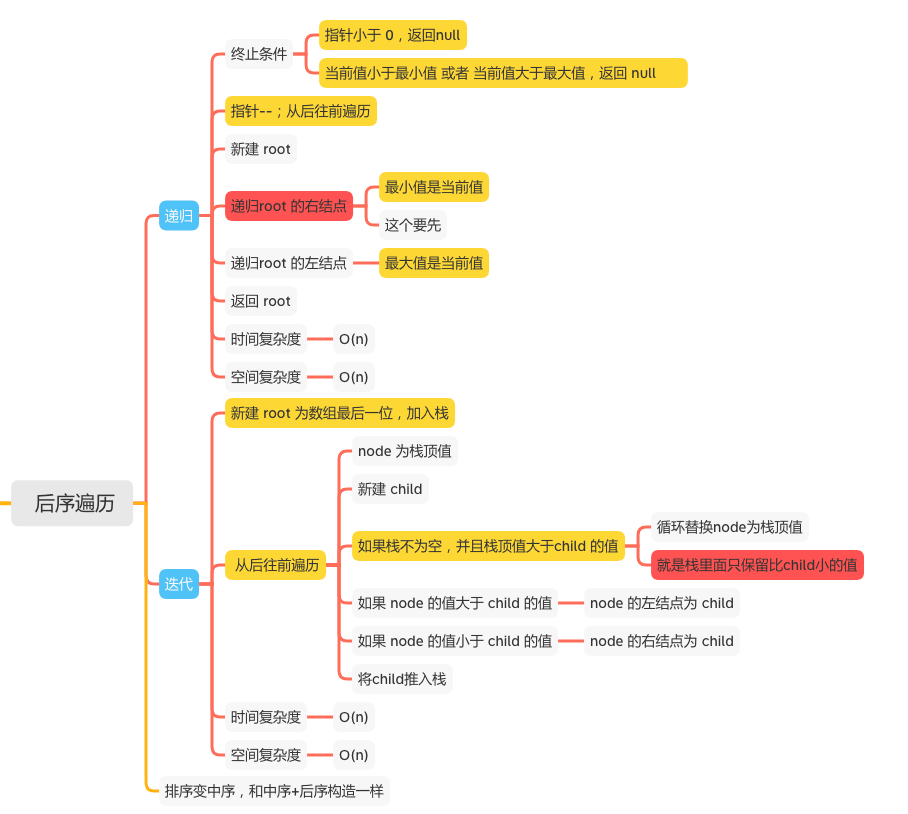 后序遍历
递归
终止条件
指针小于 0，返回null
当前值小于最小值 或者 当前值大于最大值，返回 null
指针--；从后往前遍历
新建 root
递归root 的右结点
最小值是当前值
这个要先
递归root 的左结点
最大值是当前值
返回 root
时间复杂度
O(n)
空间复杂度
O(n)
迭代
新建 root 为数组最后一位，加入栈
从后往前遍历
node 为栈顶值
新建 child
如果栈不为空，并且栈顶值大于child 的值
循环替换node为栈顶值
就是栈里面只保留比child小的值
如果 node 的值大于 child 的值
node 的左结点为 child
如果 node 的值小于 child 的值
node 的右结点为 child
将child推入栈
时间复杂度
O(n)
空间复杂度
O(n)
排序变中序，和中序+后序构造一样